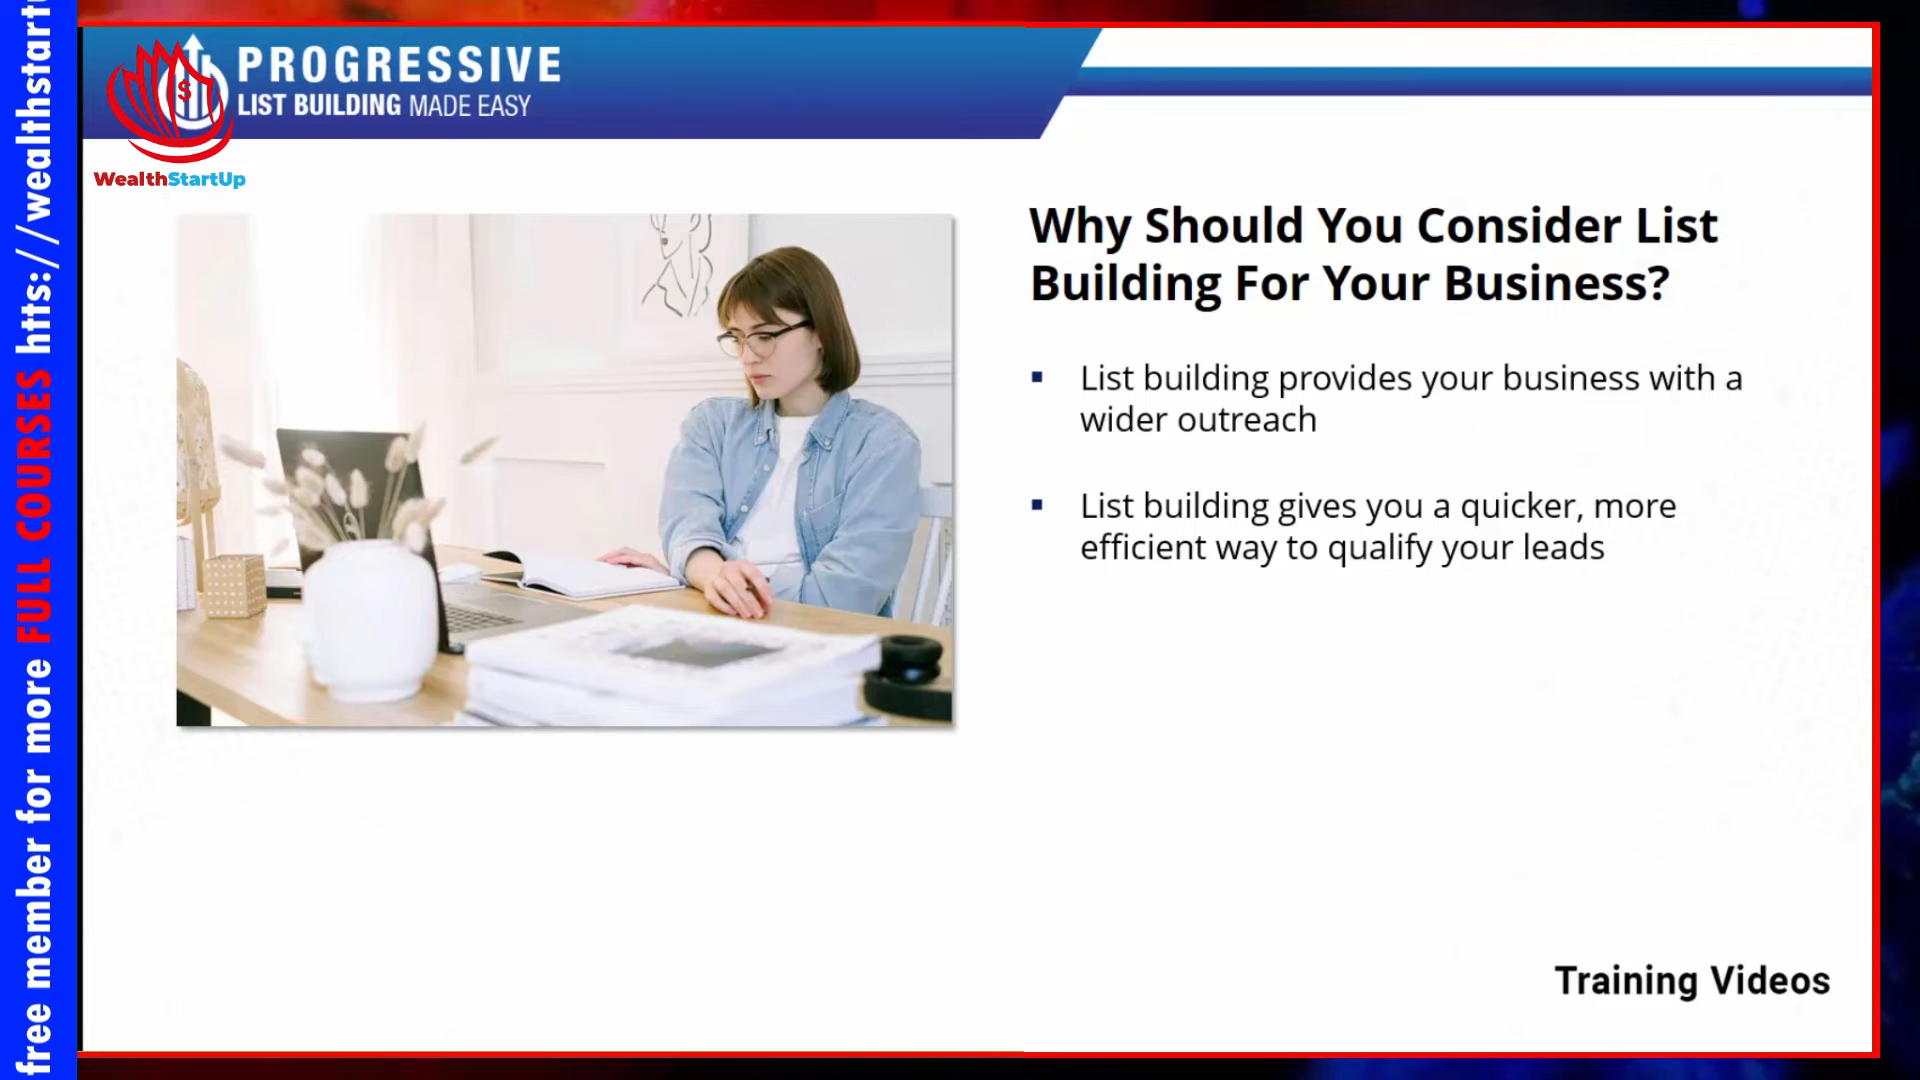 PROGRESSIVE
LIST BUILDING MADE EASY
$
WealthStartUp
Why Should You Consider List
Building For Your Business?
▪ List building provides your business with a
wider outreach
▪ List building gives you a quicker, more
efficient way to qualify your leads
Training Videos
free member for more FULL COURSES htts://wealthstart